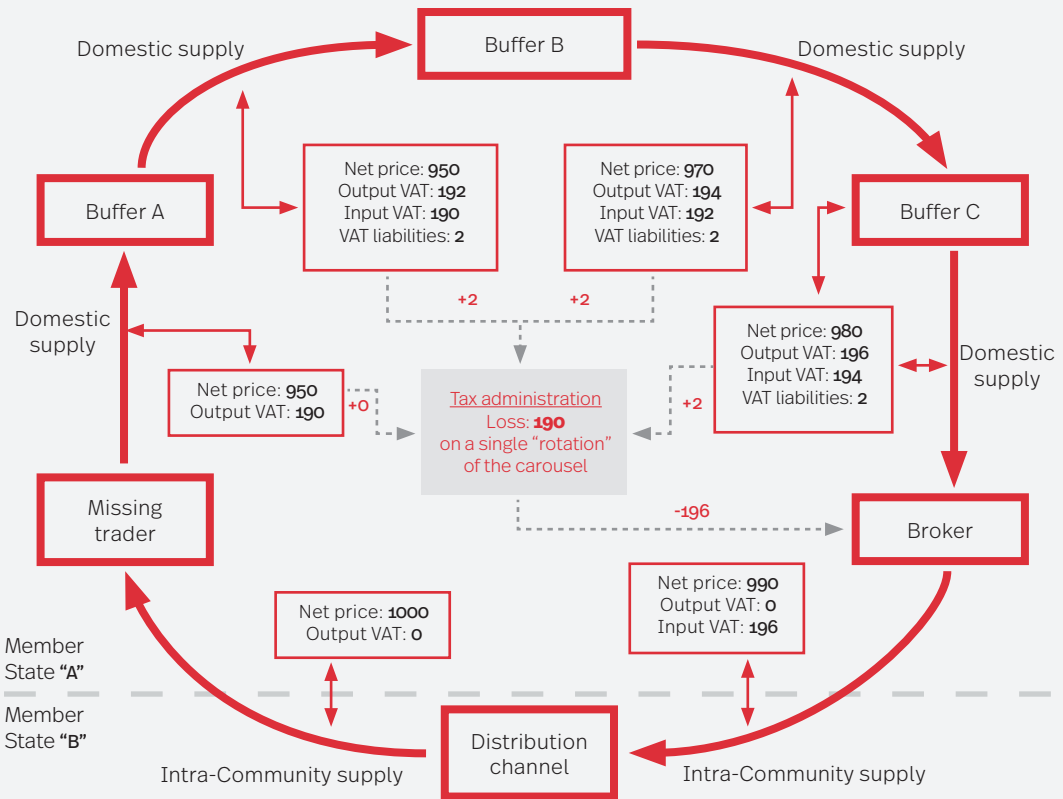 Domestic supply
Buffer B
Domestic supply
Net price: 950
Output VAT: 192
Input VAT: 190
VAT liabilities: 2
Net price: 970
Output VAT: 194
Input VAT: 192
VAT liabilities: 2
Buffer A
Buffer C
+2
+2
Domestic
supply
Net price: 950
Output VAT: 190
+0
Tax administration
Loss: 190
on a single “rotation”
of the carousel
+2
Net price: 980
Output VAT: 196
Input VAT: 194
VAT liabilities: 2
Domestic
supply
Missing
trader
-196
Broker
Net price: 1000
Output VAT: 0
Net price: 990
Output VAT: 0
Input VAT: 196
Member
State “A”
Member
State “B”
Intra-Community supply
Distribution
channel
Intra-Community supply